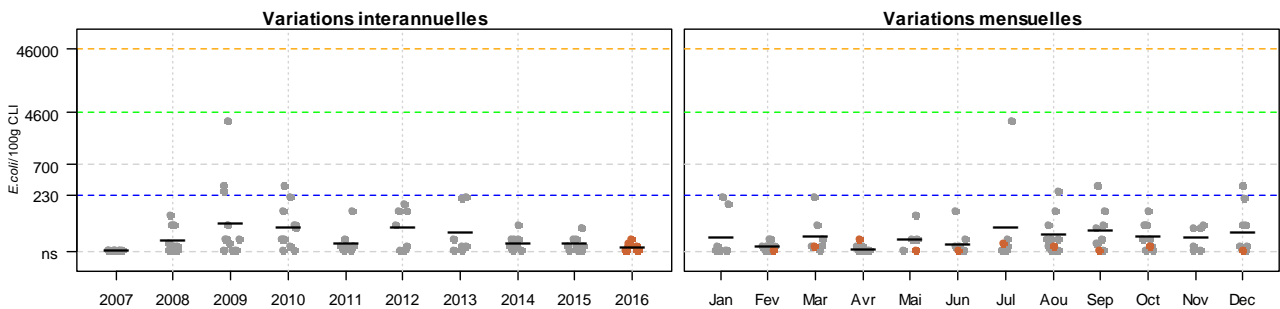 Variations interannuelles
Variations mensuelles
E.coli/100g CLI
46000
4600
700
230
ns
2007 2008 2009 2010 2011 2012 2013 2014 2015 2016
Jan Fev Mar Avr Mai Jun Jul Aou Sep Oct Nov Dec